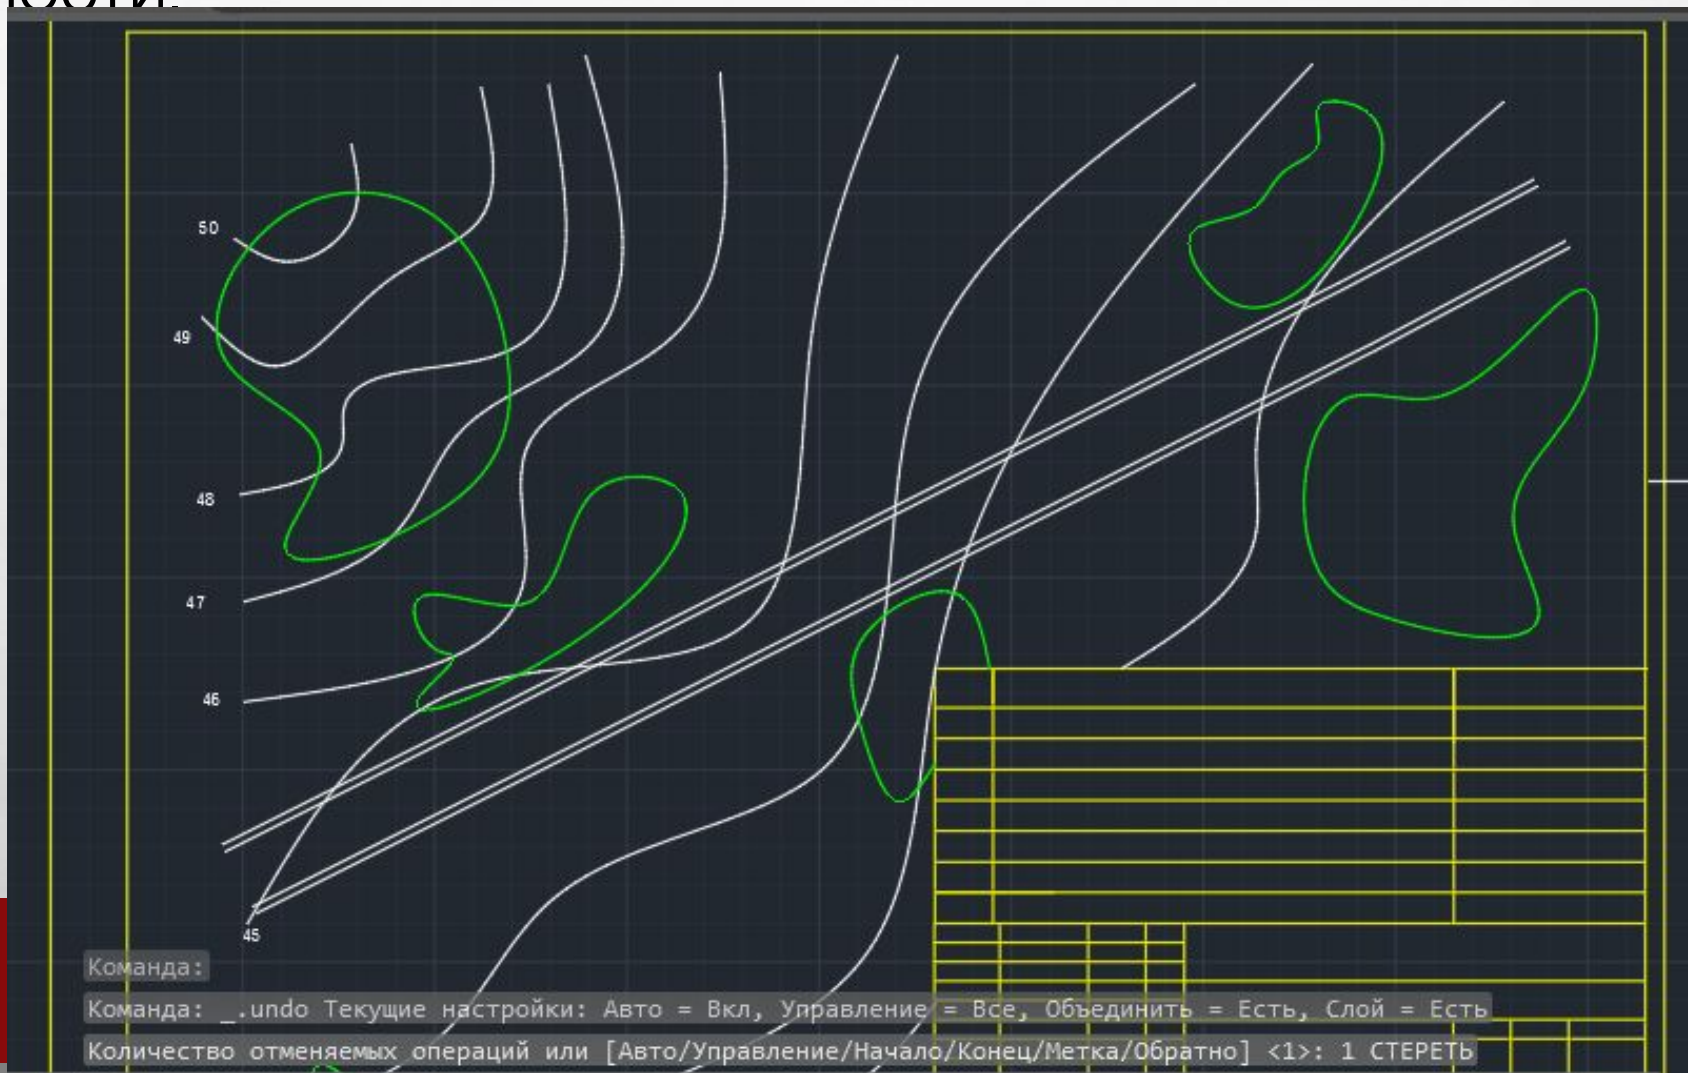 50
49
48
47
46
45
Команда:
Команда: _.undo Текущие настройки: Авто = Вкл, Управление = Все, Объединить = Есть, Слой = Есть
Количество отменяемых операций или [Авто/Управление/Начало/Конец/Метка/Обратно] <1>: 1 СТЕРЕТЬ